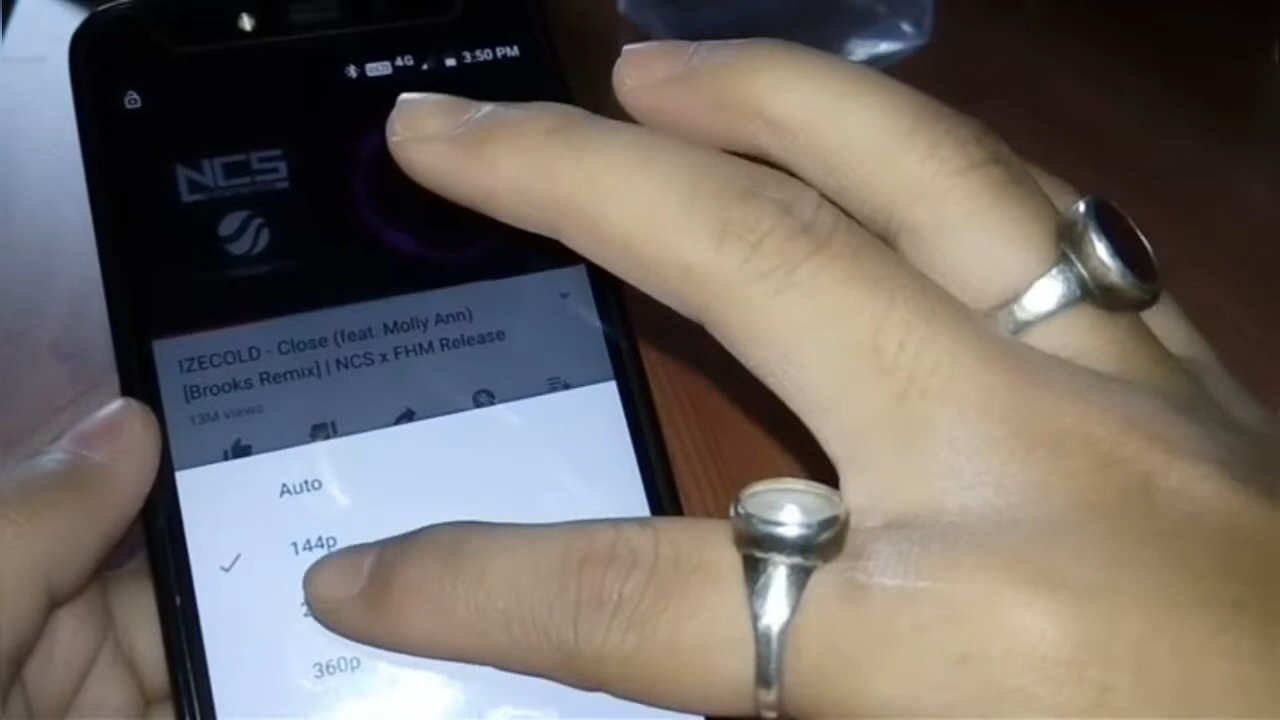 4G 3:50 PM
NCS
IZECOLD - Close (feat. Molly Ann)
[Brooks Remix] | NCS x FHM Release
13M views
Auto
144p
360p